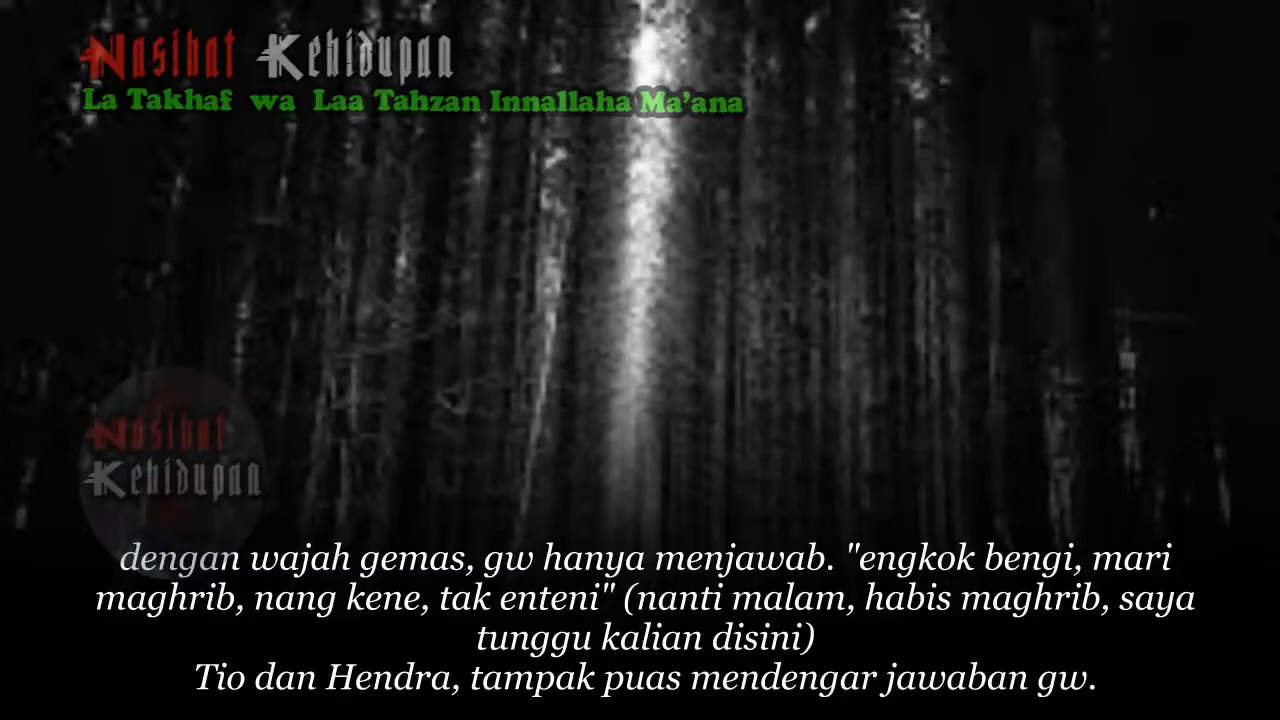 Nasihat Kehidupan
La Takhaf wa Laa Tahzan Innallaha Ma'ana
Nasihat
Kehidupan
dengan wajah gemas, gw hanya menjawab. "engkok bengi, mari
maghrib, nang kene, tak enteni" (nanti malam, habis maghrib, saya
tunggu kalian disini)
Tio dan Hendra, tampak puas mendengar jawaban gw.